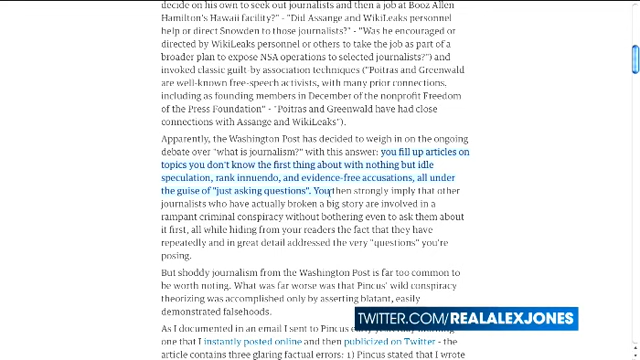 decide on his own to seek out journalists and then a job at Booz Allen
Hamilton's Hawaii facility?" - "Did Assange and WikiLeaks personnel
help or direct Snowden to those journalists?" - "Was he encouraged or
directed by WikiLeaks personnel or others to take the job as part of a
broader plan to expose NSA operations to selected journalists?") and
invoked classic guilt-by association techniques ("Poitras and Greenwald
are well-known free-speech activists, with many prior connections,
including as founding members in December of the nonprofit Freedom
of the Press Foundation" - "Poitras and Greenwald have had close
connections with Assange and WikiLeaks").
Apparently, the Washington Post has decided to weigh in on the ongoing
debate over "what is journalism?" with this answer: you fill up articles on
topics you don't know the first thing about with nothing but idle
speculation, rank innuendo, and evidence-free accusations, all under
the guise of "just asking questions". You then strongly imply that other
journalists who have actually broken a big story are involved in a
rampant criminal conspiracy without bothering even to ask them about
it first, all while hiding from your readers the fact that they have
repeatedly and in great detail addressed the very "questions" you're
posing.
But shoddy journalism from the Washington Post is far too common to
be worth noting. What was far worse was that Pincus' wild conspiracy
theorizing was accomplished only by asserting blatant, easily
demonstrated falsehoods.
TWITTER.COM/REALALEXJONES
As I documented in an email I sent to Pincus early yesterday morning
one that I instantly posted online and then publicized on Twitter - the
article contains three glaring factual errors: 1) Pincus stated that I wrote